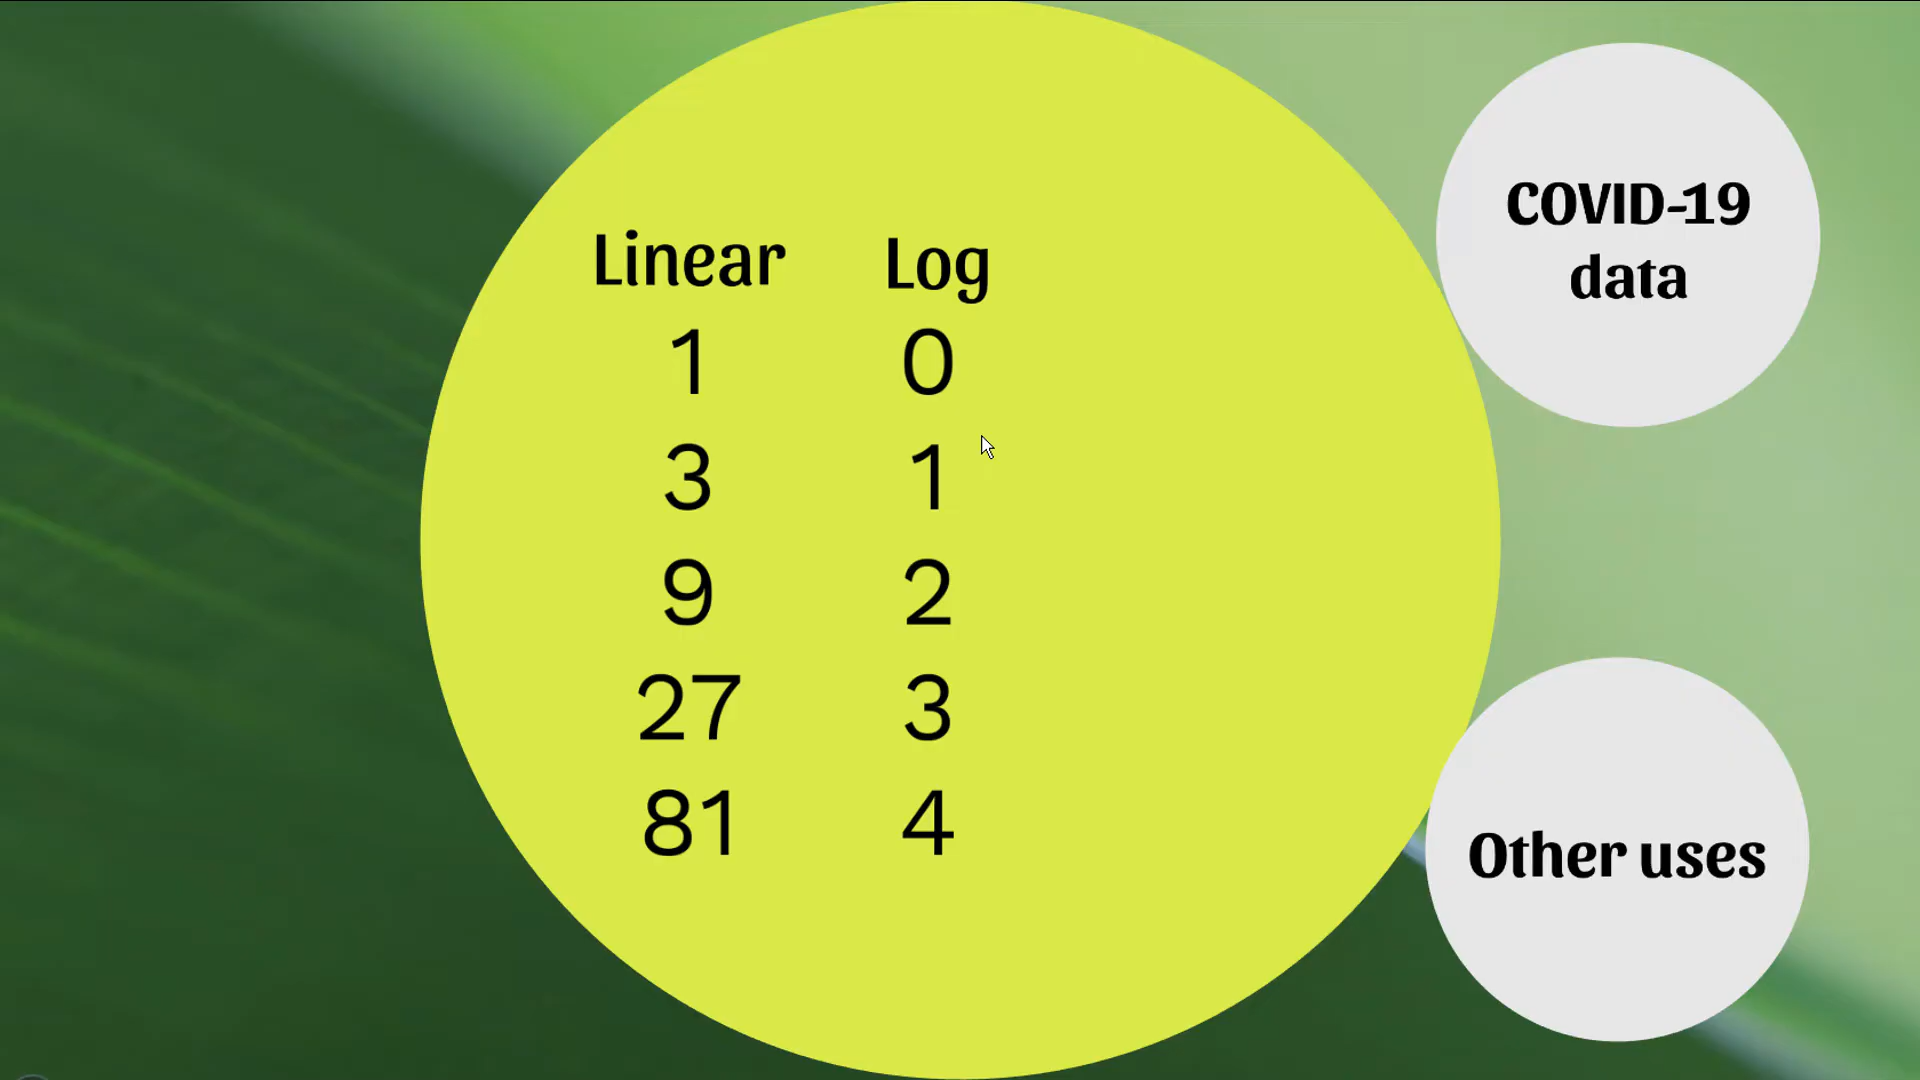 Linear Log
1 0
3 1
9 2
27 3
81 4
COVID-19
data
Other uses